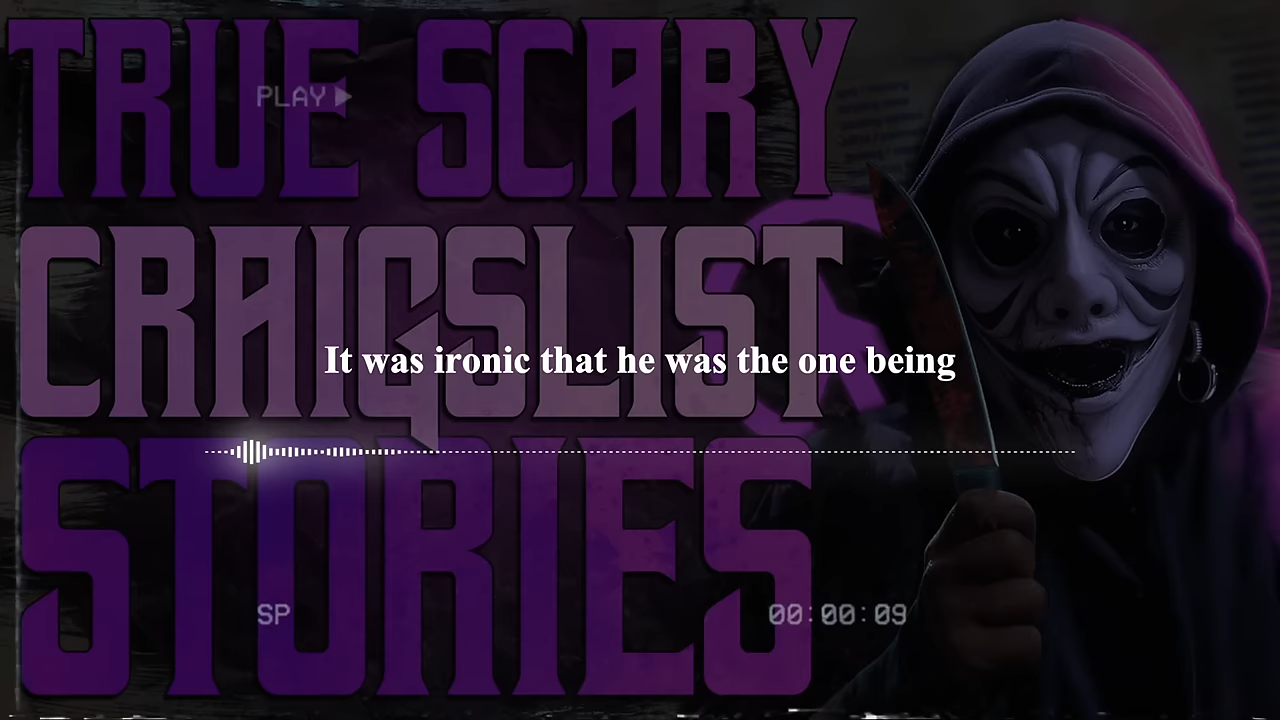 TRUE SCARY
PLAY
CRAIGSLIST
It was ironic that he was the one being
STORIES
SP
00:00:09